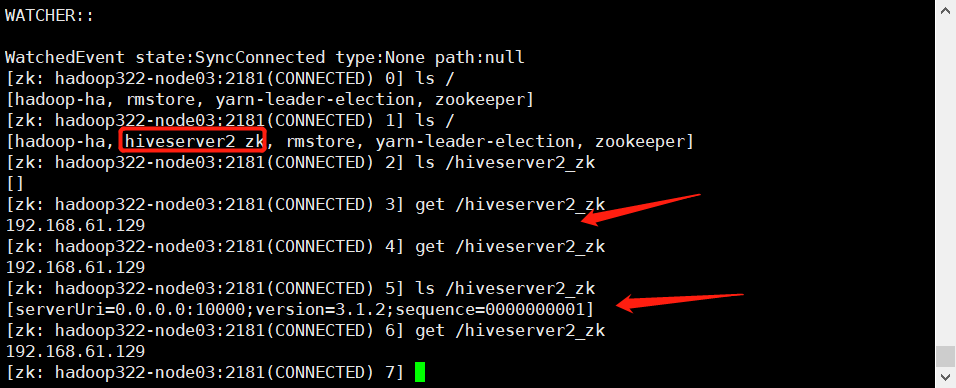 WATCHER::
WatchedEvent state:SyncConnected type:None path:null
[zk: hadoop322-node03:2181(CONNECTED) 0] ls /
[hadoop-ha, rmstore, yarn-leader-election, zookeeper]
[zk: hadoop322-node03:2181(CONNECTED) 1] ls /
[hadoop-ha, hiveserver2_zk, rmstore, yarn-leader-election, zookeeper]
[zk: hadoop322-node03:2181(CONNECTED) 2] ls /hiveserver2_zk
[]
[zk: hadoop322-node03:2181(CONNECTED) 3] get /hiveserver2_zk
192.168.61.129
[zk: hadoop322-node03:2181(CONNECTED) 4] get /hiveserver2_zk
192.168.61.129
[zk: hadoop322-node03:2181(CONNECTED) 5] ls /hiveserver2_zk
[serverUri=0.0.0.0:10000;version=3.1.2;sequence=0000000001]
[zk: hadoop322-node03:2181(CONNECTED) 6] get /hiveserver2_zk
192.168.61.129
[zk: hadoop322-node03:2181(CONNECTED) 7]